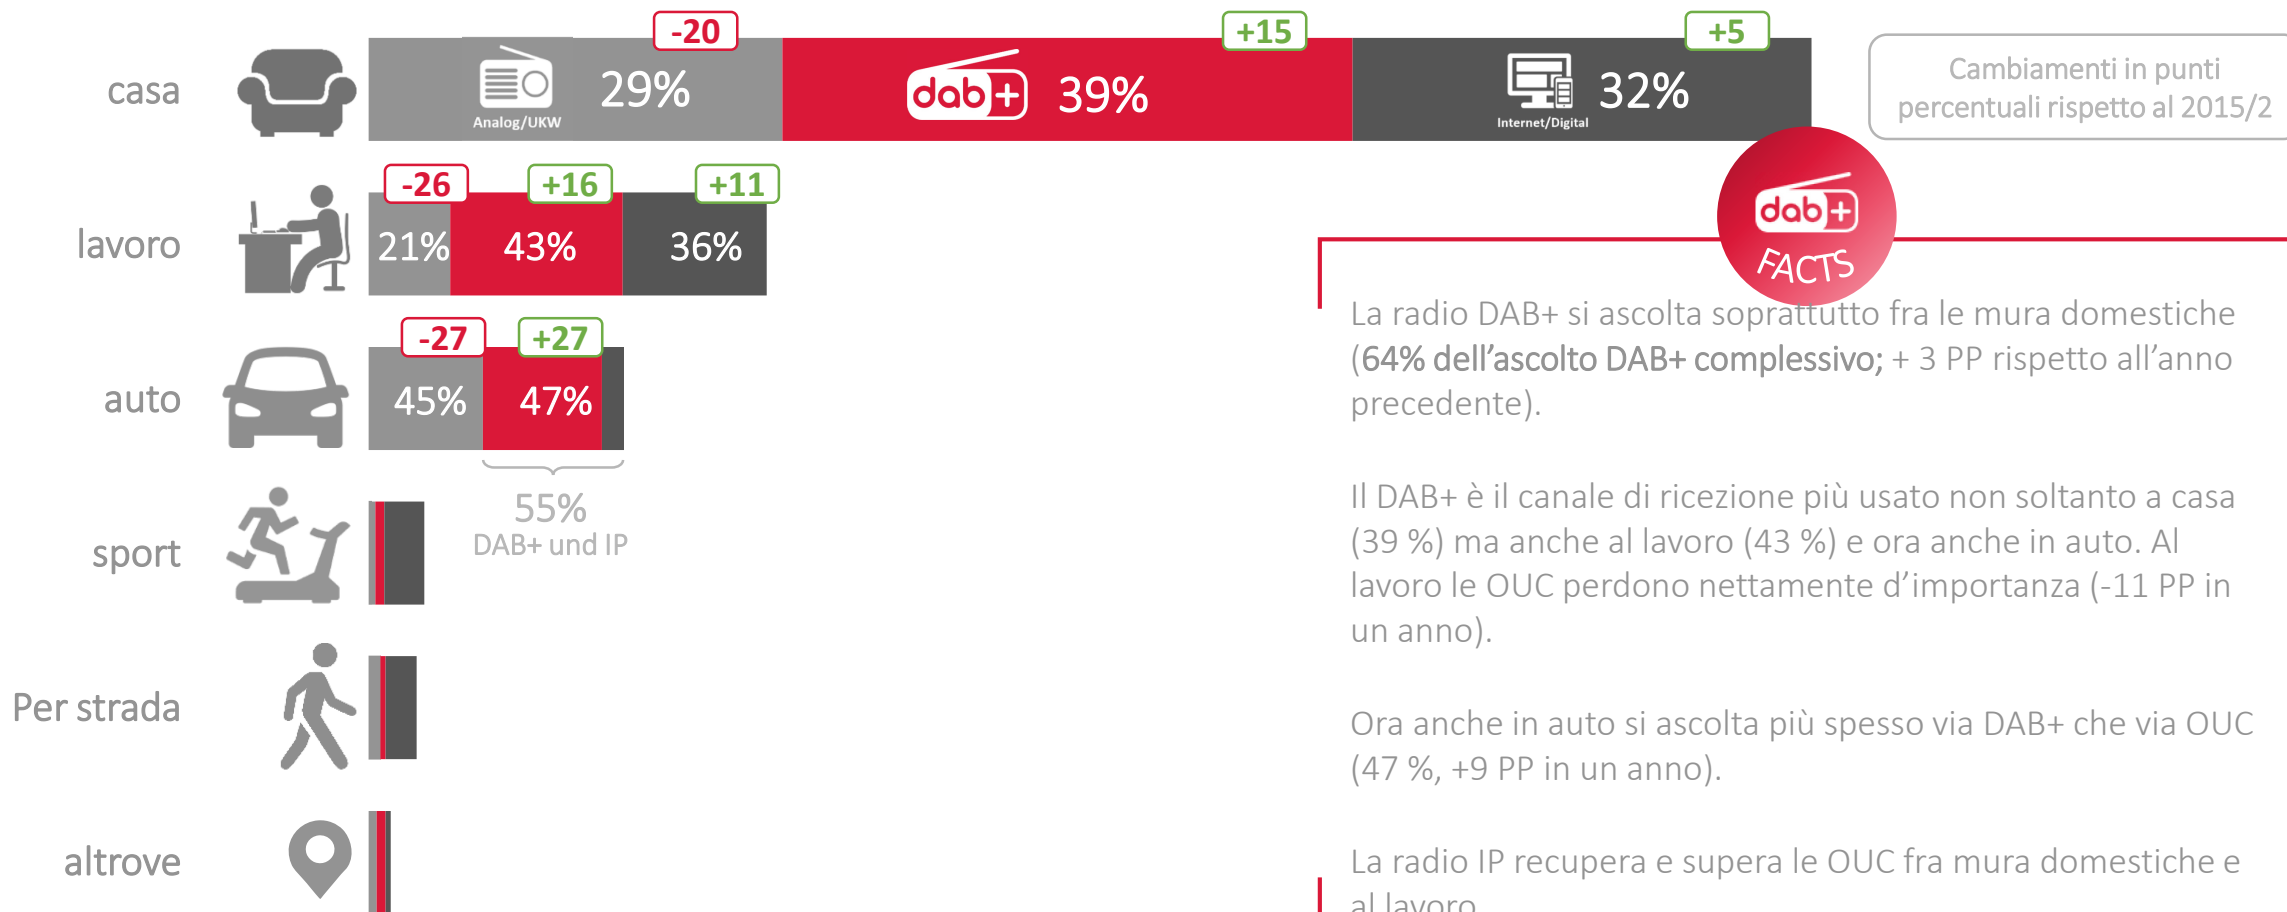 casa
-20
+15
+5
Analog/UKW
29%
dab+
39%
Internet/Digital
32%
Cambiamenti in punti
percentuali rispetto al 2015/2
lavoro
-26
+16
+11
21%
43%
36%
auto
-27
+27
45%
47%
55%
DAB+ und IP
sport
Per strada
altrove
dab+
FACTS
La radio DAB+ si ascolta soprattutto fra le mura domestiche
(64% dell’ascolto DAB+ complessivo; + 3 PP rispetto all’anno
precedente).
Il DAB+ è il canale di ricezione più usato non soltanto a casa
(39 %) ma anche al lavoro (43 %) e ora anche in auto. Al
lavoro le OUC perdono nettamente d’importanza (-11 PP in
un anno).
Ora anche in auto si ascolta più spesso via DAB+ che via OUC
(47 %, +9 PP in un anno).
La radio IP recupera e supera le OUC fra mura domestiche e
al lavoro